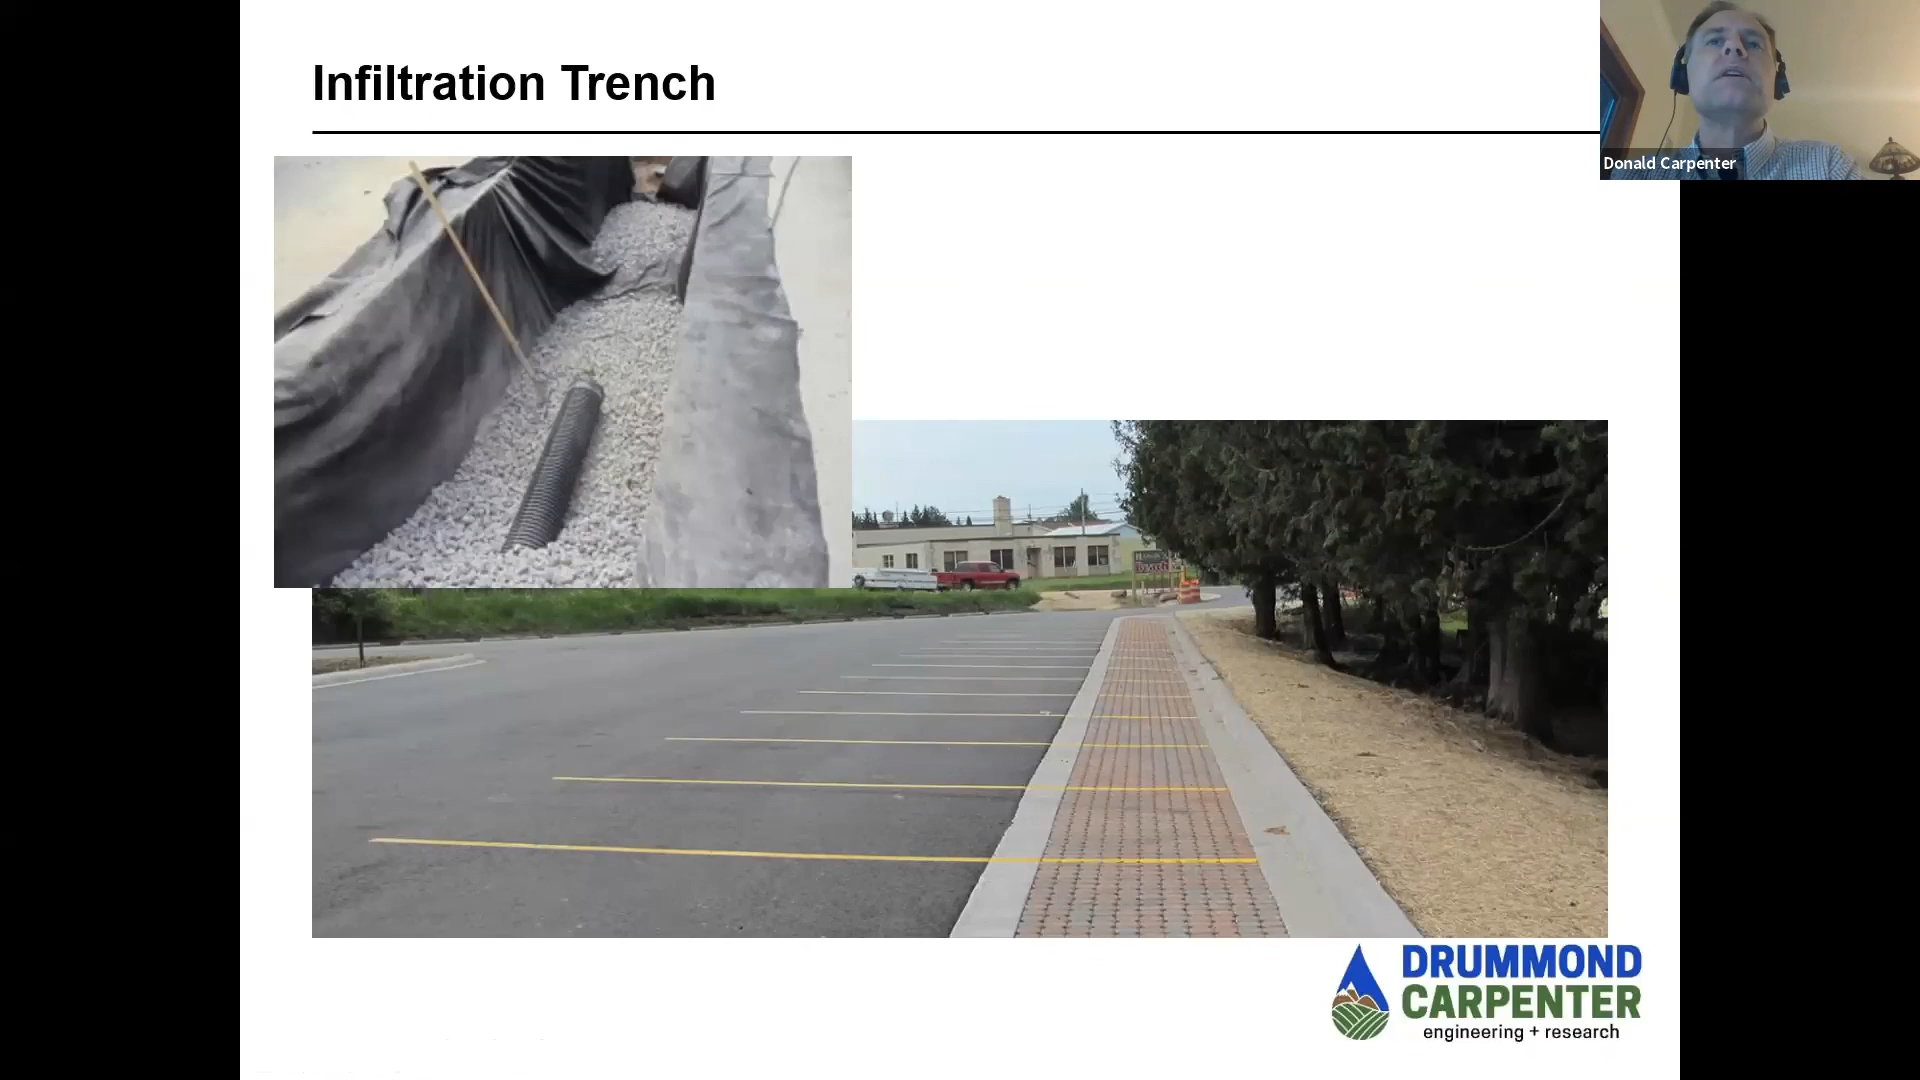 Infiltration Trench
Donald Carpenter
DRUMMOND
CARPENTER
engineering + research